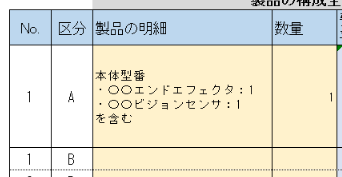 製品の構成
No. 区分 製品の明細 数量
1 A 本体型番
・〇〇エンドエフェクタ：1
・〇〇ビジョンセンサ：1
を含む
1
1 B